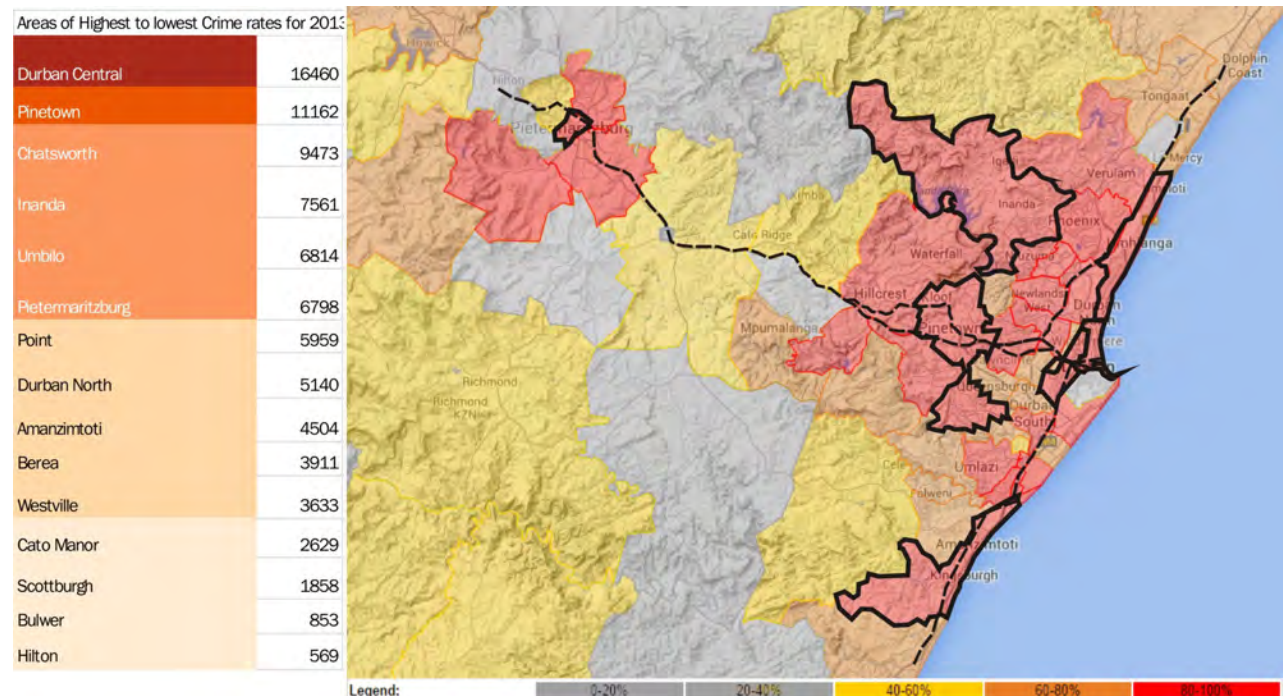 Areas of Highest to lowest Crime rates for 2013
Durban Central 16460
Pinetown 11162
Chatsworth 9473
Inanda 7561
Umbilo 6814
Pietermaritzburg 6798
Point 5959
Durban North 5140
Amanzimtoti 4504
Berea 3911
Westville 3633
Cato Manor 2629
Scottburgh 1858
Bulwer 853
Hilton 569
Howick
Dolphin
Coast
Hilton
Tongaat
Pietermaritzburg
La Mercy
Verulam
Inanda
Phoenix
Ximba
Cato Ridge
Waterfall
Hillcrest
Kloof
Newlands
West
Durban
Mpumalanga
Pinetown
Richmond
Richmond
KZN
Queensburgh
Durban
South
Umlazi
Folweni
Amanzimtoti
Kingsburgh
Legend: 0-20% 20-40% 40-60% 60-80% 80-100%